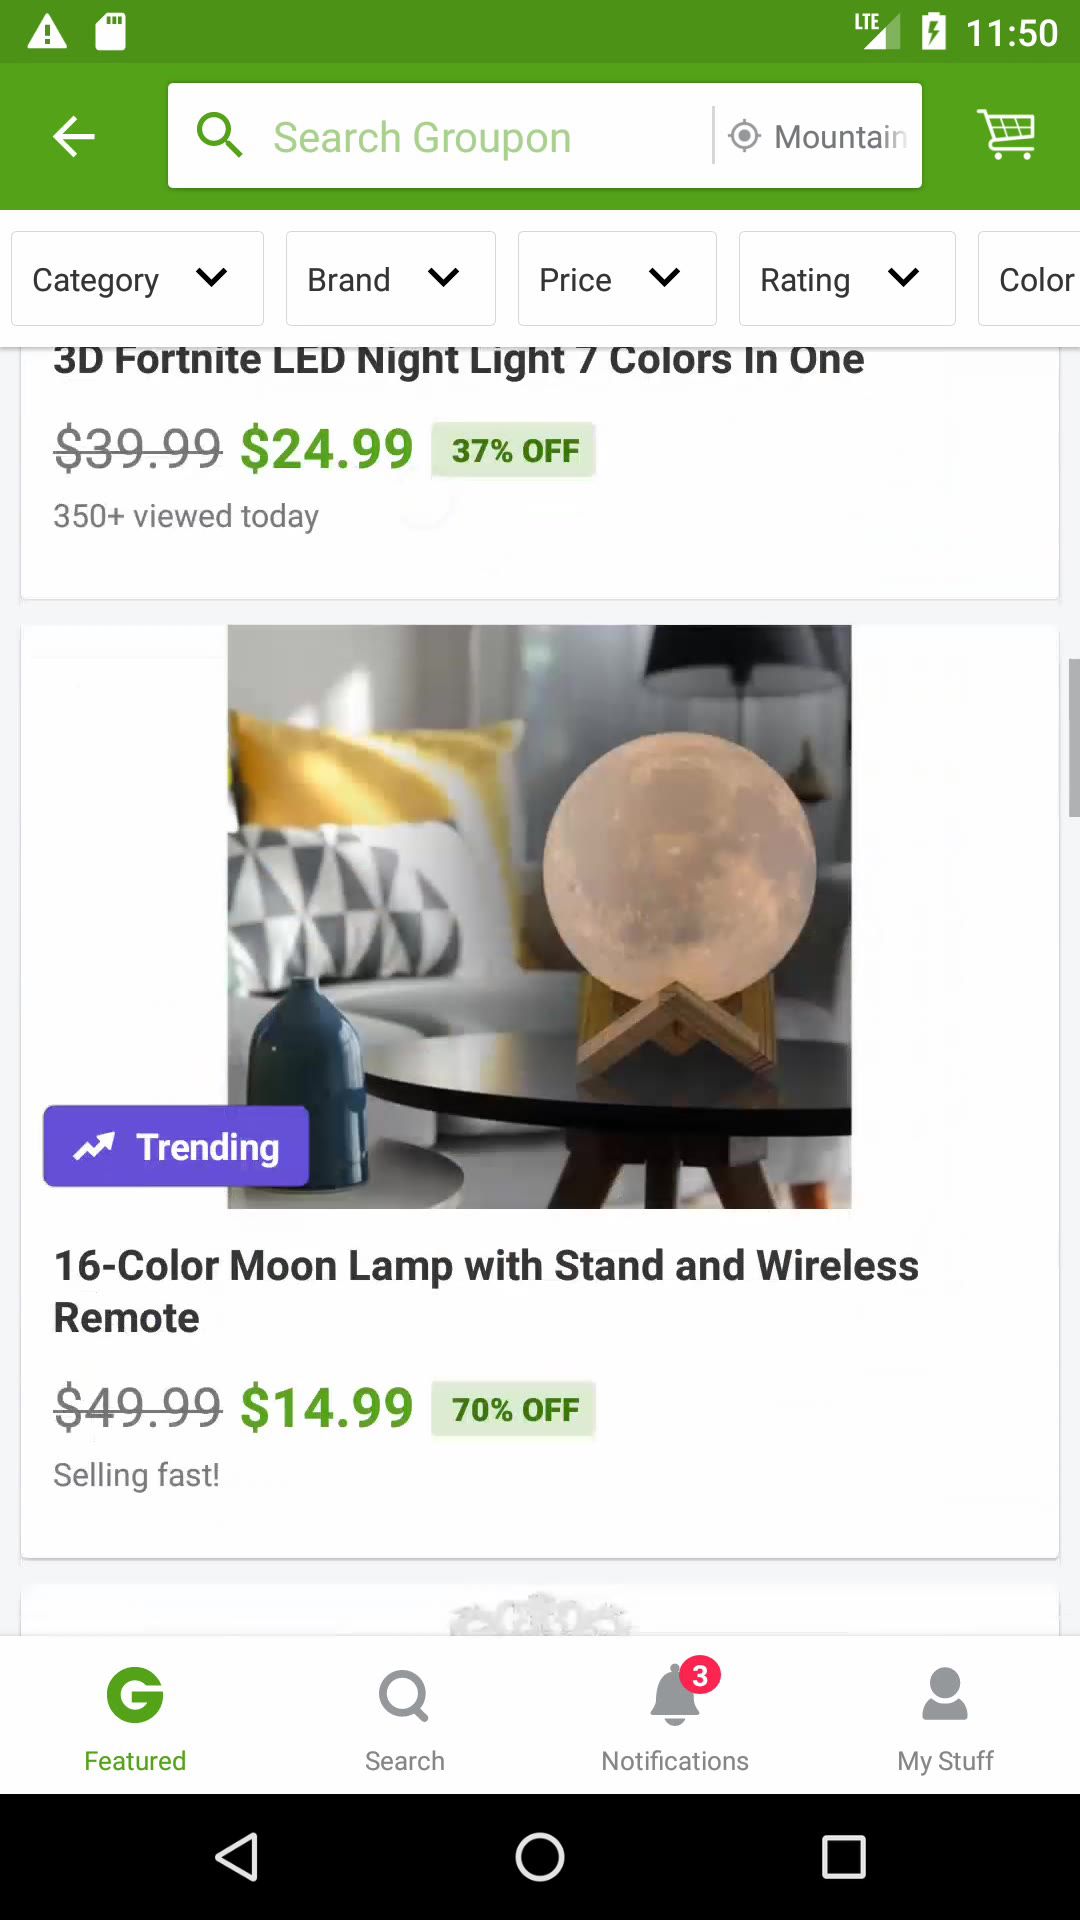 LTE 11:50
Search Groupon Mountain
Category Brand Price Rating Color
3D Fortnite LED Night Light 7 Colors In One
$39.99 $24.99 37% OFF
350+ viewed today
Trending
16-Color Moon Lamp with Stand and Wireless
Remote
$49.99 $14.99 70% OFF
Selling fast!
3
Featured Search Notifications My Stuff